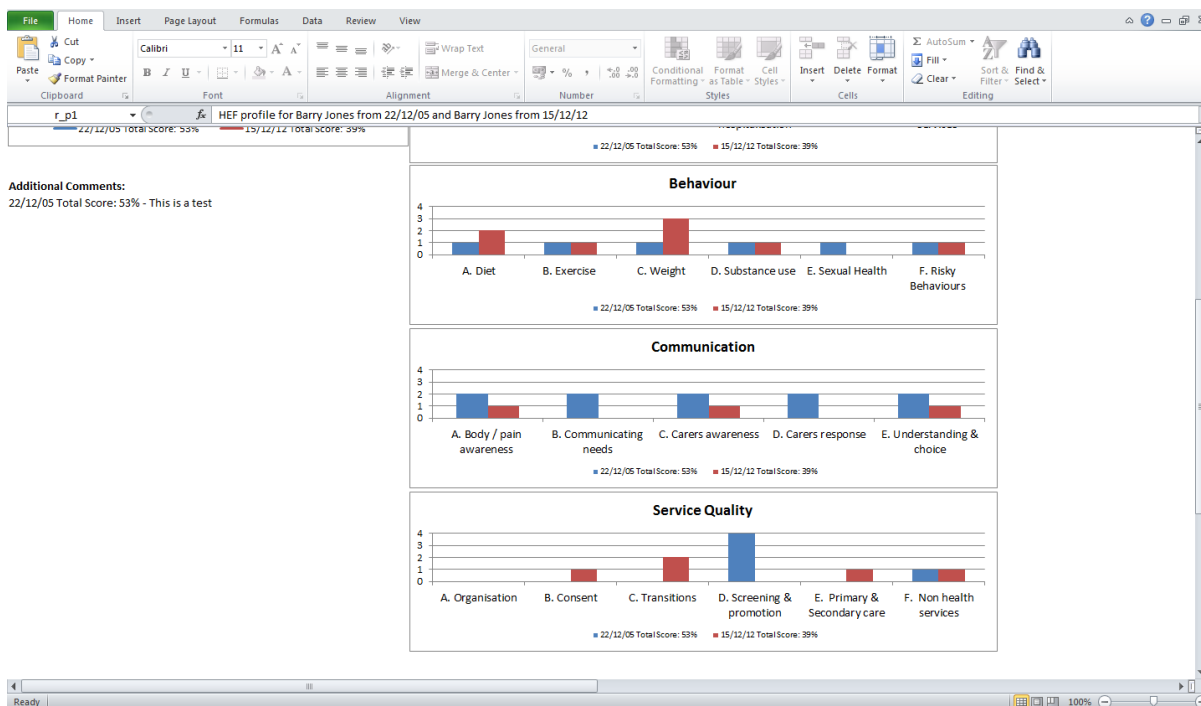 File Home Insert Page Layout Formulas Data Review View
Cut
Copy
Format Painter
Paste
Clipboard
Calibri 11
B I U
Font
Wrap Text
Merge & Center
Alignment
General
% ,
Number
Conditional Formatting
Format as Table
Cell Styles
Styles
Insert Delete Format
Cells
AutoSum
Fill
Clear
Sort & Filter
Find & Select
Editing
r_p1 fx HEF profile for Barry Jones from 22/12/05 and Barry Jones from 15/12/12
22/12/05 Total Score: 53% 15/12/12 Total Score: 39%
22/12/05 Total Score: 53% 15/12/12 Total Score: 39%
Additional Comments:
22/12/05 Total Score: 53% - This is a test
Behaviour
4
3
2
1
0
A. Diet B. Exercise C. Weight D. Substance use E. Sexual Health F. Risky Behaviours
22/12/05 Total Score: 53% 15/12/12 Total Score: 39%
Communication
4
3
2
1
0
A. Body / pain awareness B. Communicating needs C. Carers awareness D. Carers response E. Understanding & choice
22/12/05 Total Score: 53% 15/12/12 Total Score: 39%
Service Quality
4
3
2
1
0
A. Organisation B. Consent C. Transitions D. Screening & promotion E. Primary & Secondary care F. Non health services
22/12/05 Total Score: 53% 15/12/12 Total Score: 39%
Ready 100%